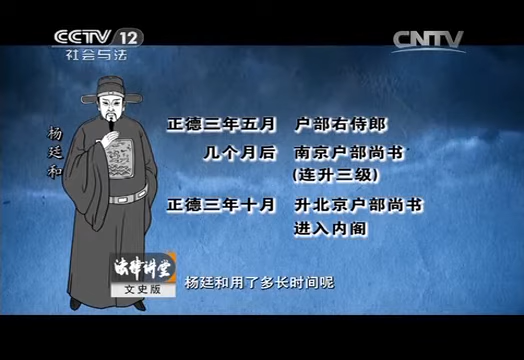 CCTV 12
社会与法
CNTV
杨廷和
正德三年五月 户部右侍郎
几个月后 南京户部尚书
(连升三级)
正德三年十月 升北京户部尚书
进入内阁
法律讲堂
文史版
杨廷和用了多长时间呢